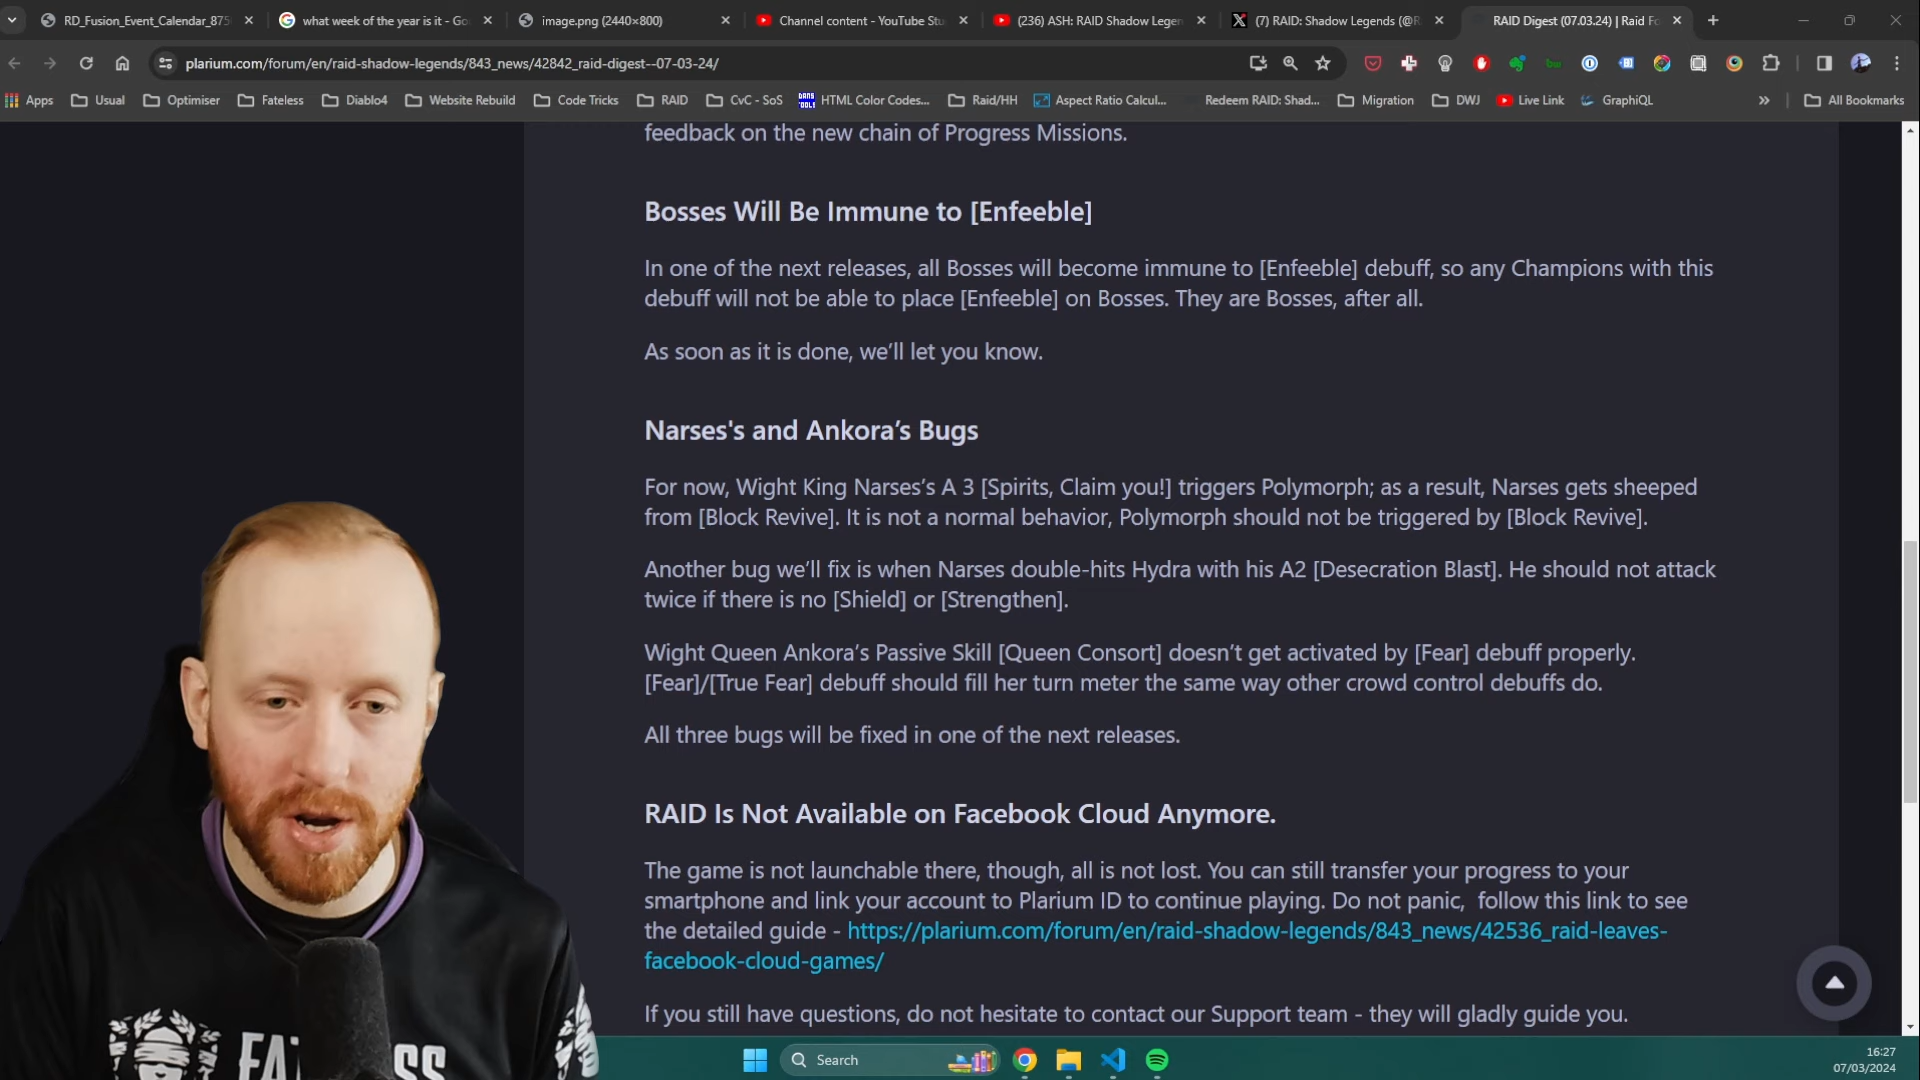 RD_Fusion_Event_Calendar_875
what week of the year is it - Go
image.png (2440×800)
Channel content - YouTube Stu
(236) ASH: RAID Shadow Legen
(7) RAID: Shadow Legends (@R
RAID Digest (07.03.24) | Raid Fo
plarium.com/forum/en/raid-shadow-legends/843_news/42842_raid-digest--07-03-24/
Apps
Usual
Optimiser
Fateless
Diablo4
Website Rebuild
Code Tricks
RAID
CvC - SoS
HTML Color Codes...
Raid/HH
Aspect Ratio Calcul...
Redeem RAID: Shad...
Migration
DWJ
Live Link
GraphiQL
»
All Bookmarks
feedback on the new chain of Progress Missions.
Bosses Will Be Immune to [Enfeeble]
In one of the next releases, all Bosses will become immune to [Enfeeble] debuff, so any Champions with this
debuff will not be able to place [Enfeeble] on Bosses. They are Bosses, after all.
As soon as it is done, we’ll let you know.
Narses's and Ankora’s Bugs
For now, Wight King Narses’s A 3 [Spirits, Claim you!] triggers Polymorph; as a result, Narses gets sheeped
from [Block Revive]. It is not a normal behavior, Polymorph should not be triggered by [Block Revive].
Another bug we’ll fix is when Narses double-hits Hydra with his A2 [Desecration Blast]. He should not attack
twice if there is no [Shield] or [Strengthen].
Wight Queen Ankora’s Passive Skill [Queen Consort] doesn’t get activated by [Fear] debuff properly.
[Fear]/[True Fear] debuff should fill her turn meter the same way other crowd control debuffs do.
All three bugs will be fixed in one of the next releases.
RAID Is Not Available on Facebook Cloud Anymore.
The game is not launchable there, though, all is not lost. You can still transfer your progress to your
smartphone and link your account to Plarium ID to continue playing. Do not panic,  follow this link to see
the detailed guide - https://plarium.com/forum/en/raid-shadow-legends/843_news/42536_raid-leaves-
facebook-cloud-games/
If you still have questions, do not hesitate to contact our Support team - they will gladly guide you.
Search
16:27
07/03/2024